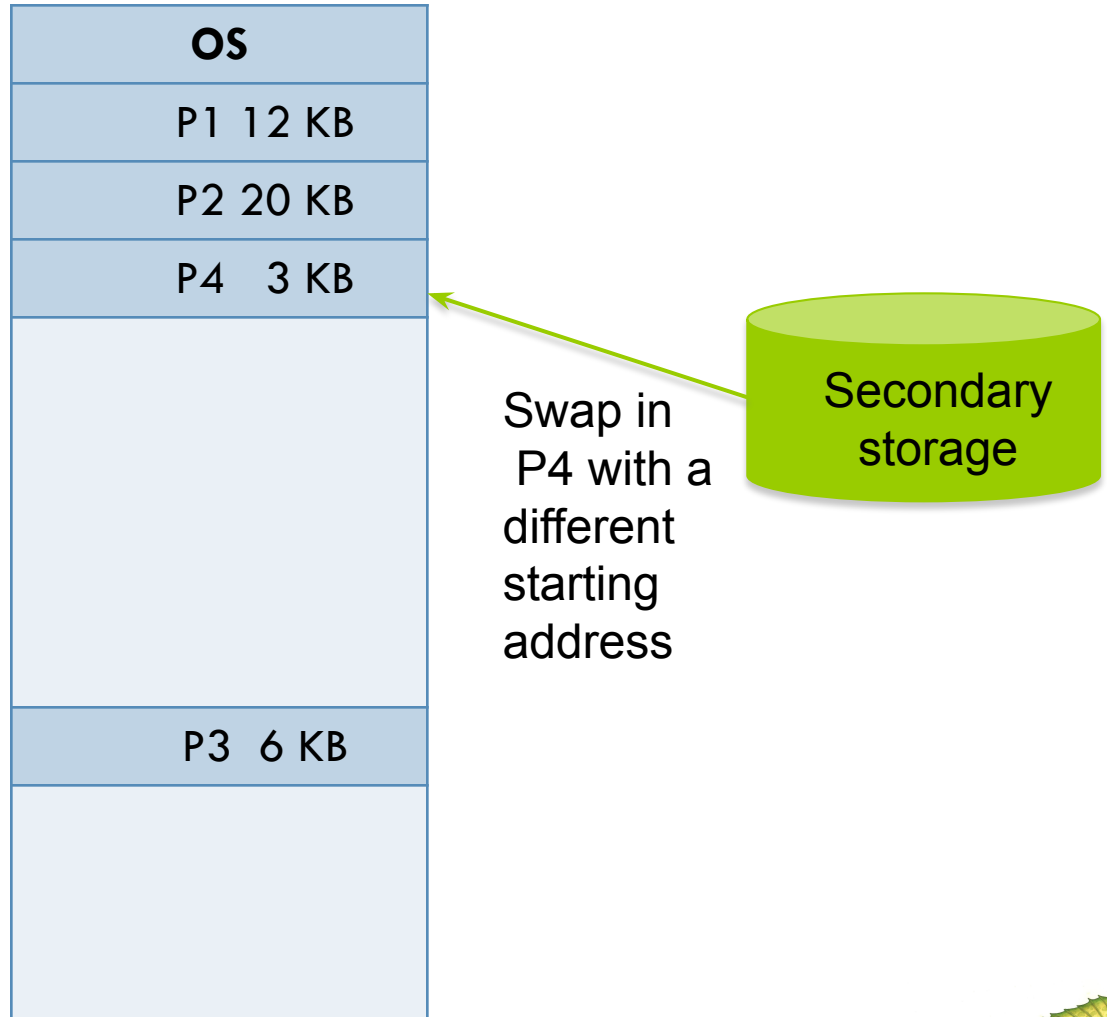 OS
P1 12 KB
P2 20 KB
P4 3 KB
Swap in
P4 with a
different
starting
address
Secondary
storage
P3 6 KB